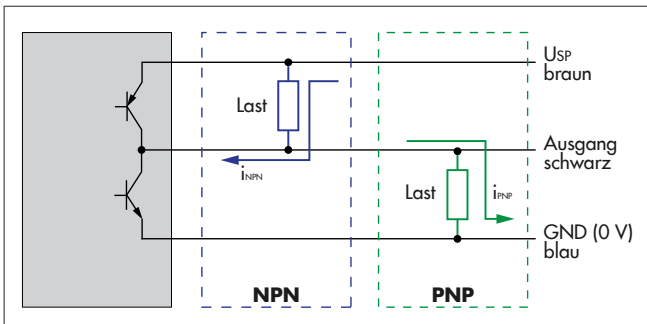 USP
braun
Last
Ausgang
schwarz
iNPN
Last
iPNP
GND (0 V)
blau
NPN
PNP